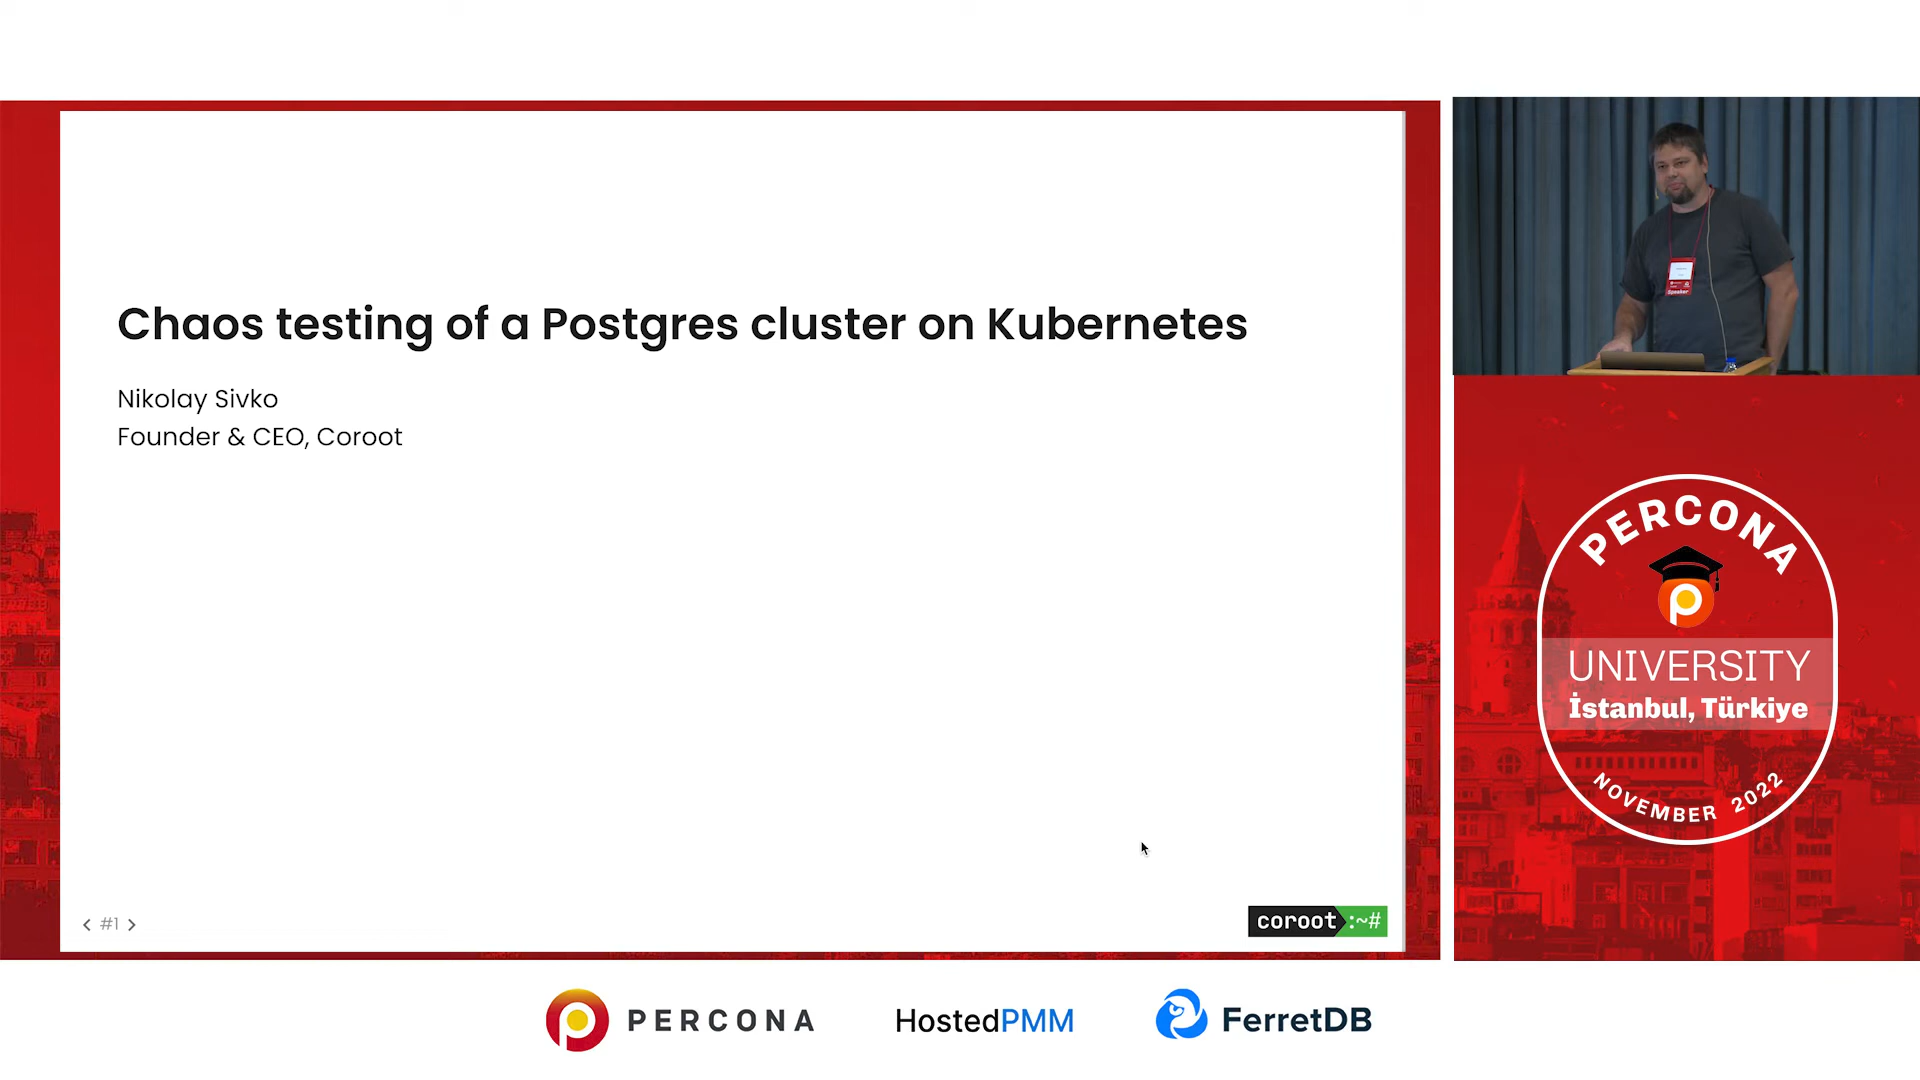 Chaos testing of a Postgres cluster on Kubernetes
Nikolay Sivko
Founder & CEO, Coroot
< #1 >
coroot:~#
Speaker
PERCONA
UNIVERSITY
İstanbul, Türkiye
NOVEMBER 2022
PERCONA
HostedPMM
FerretDB